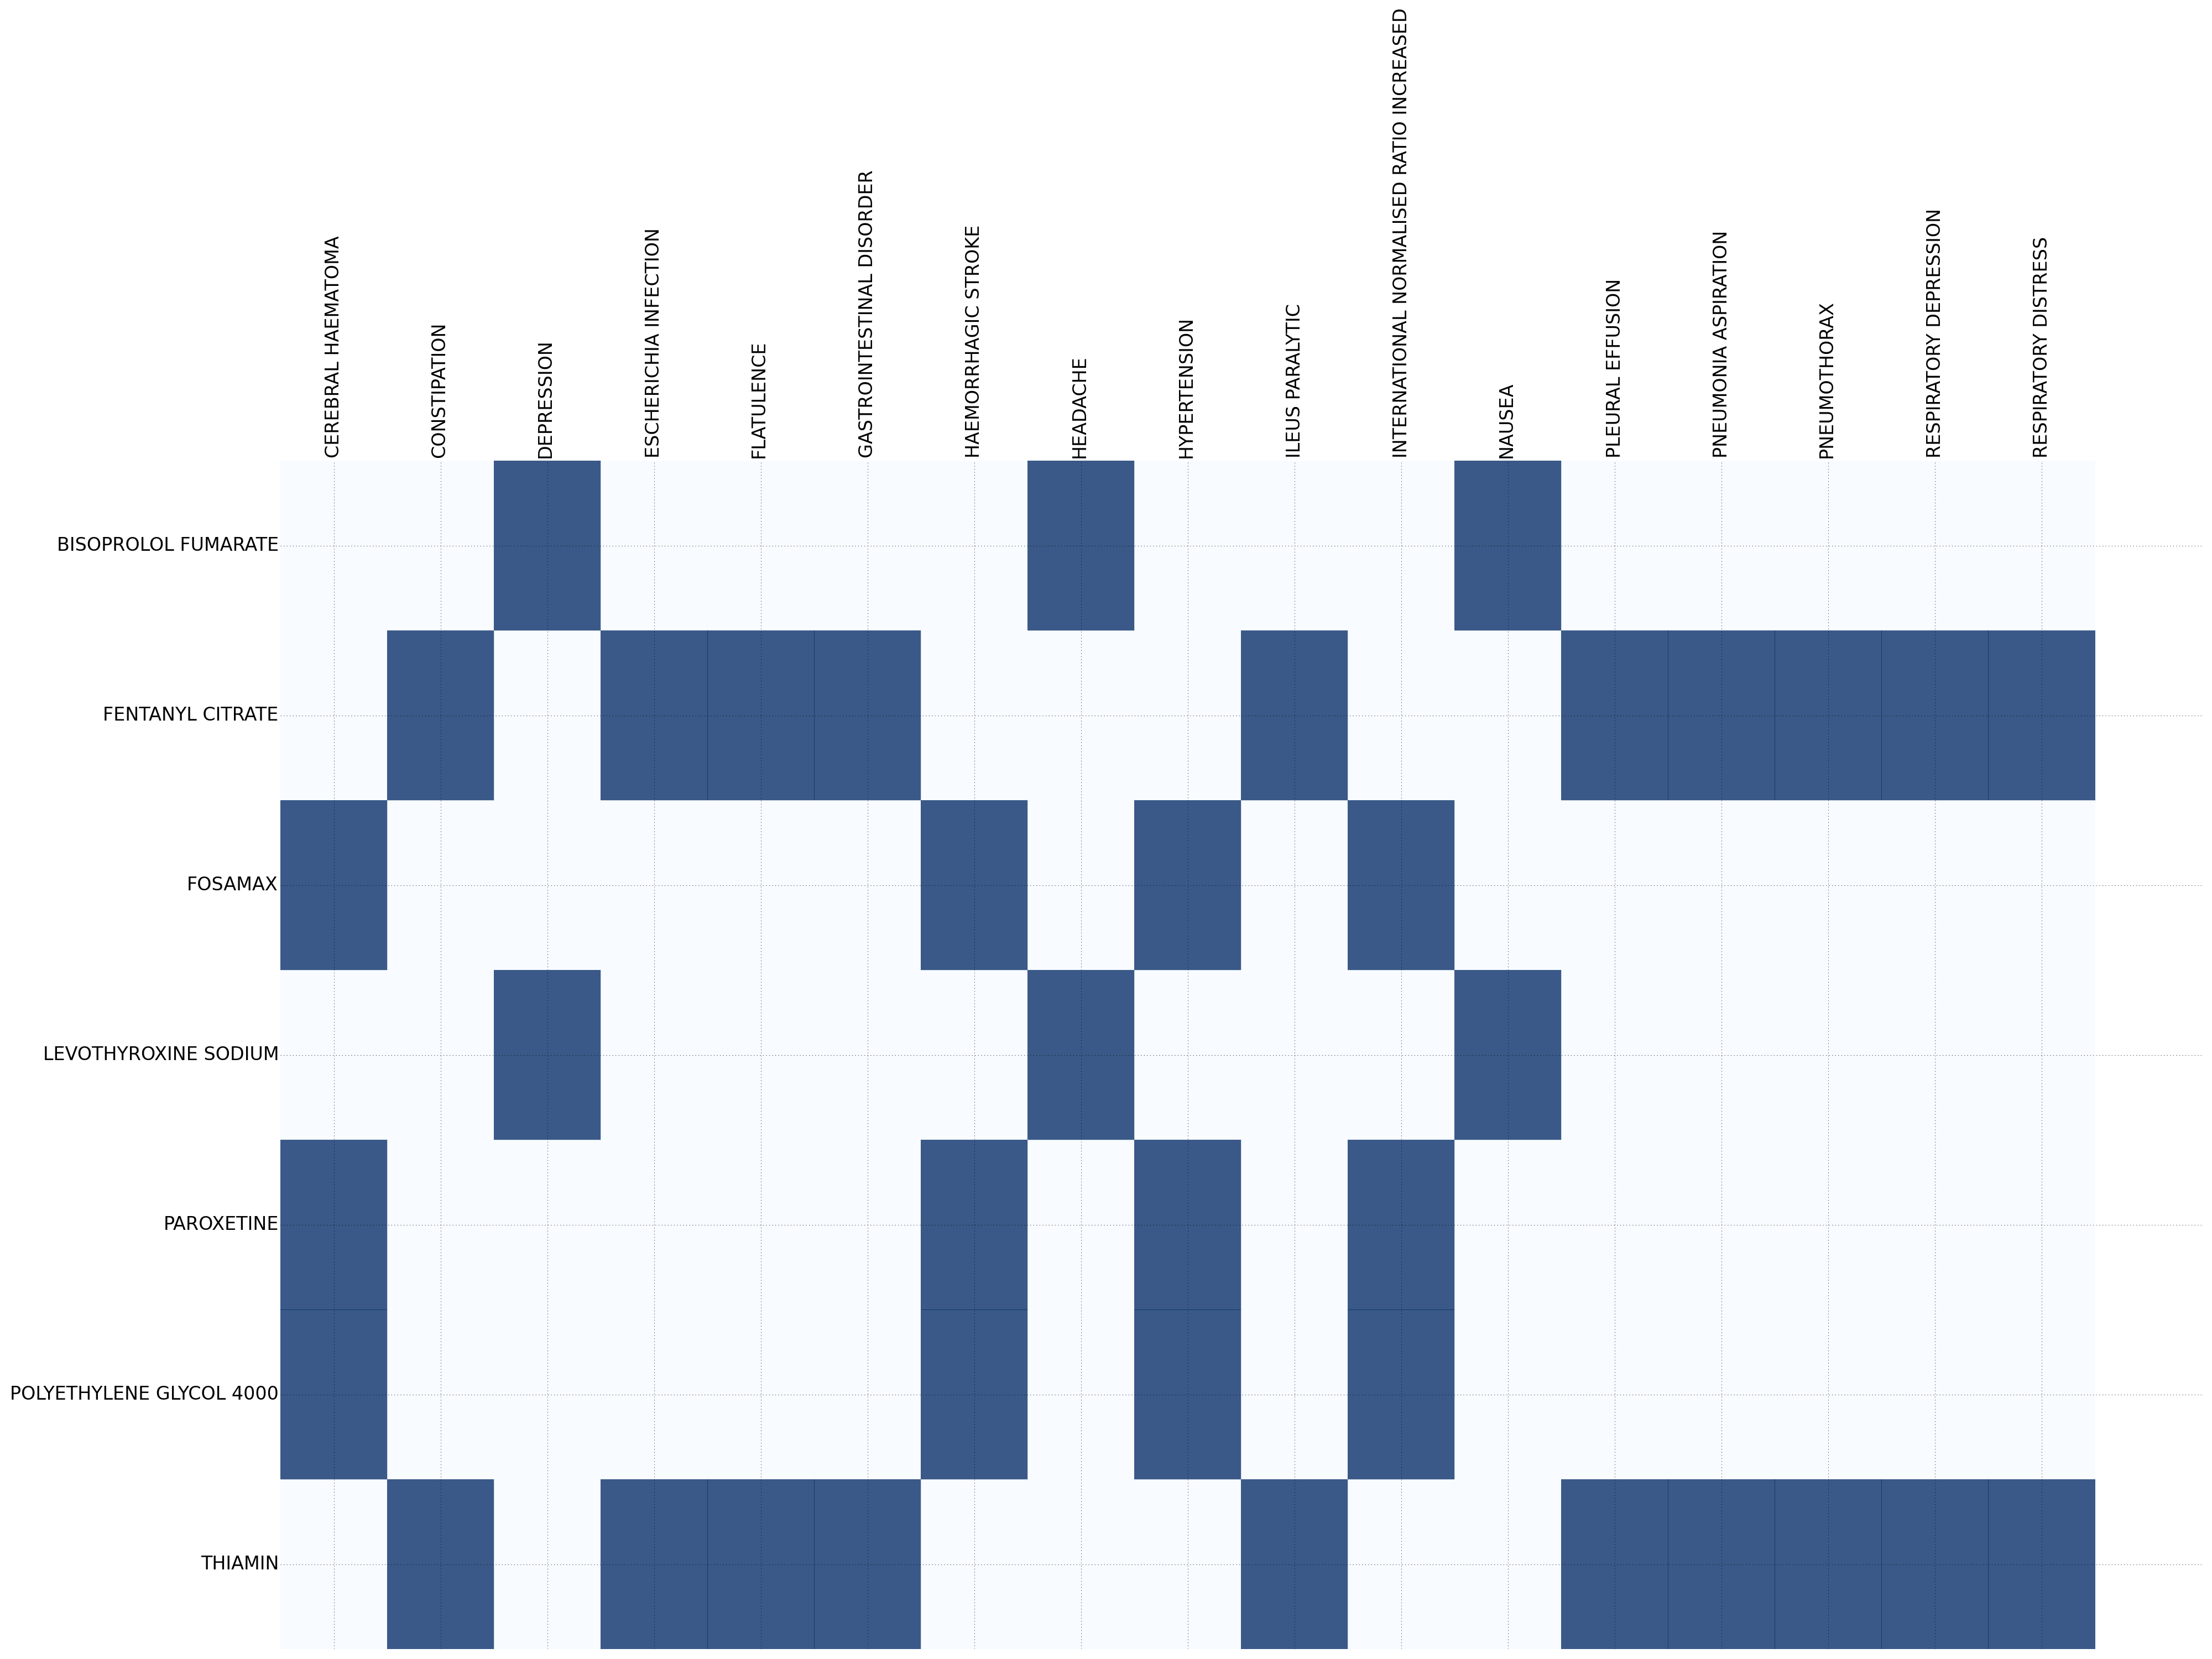 CEREBRAL HAEMATOMA
CONSTIPATION
DEPRESSION
ESCHERICHIA INFECTION
FLATULENCE
GASTROINTESTINAL DISORDER
HAEMORRHAGIC STROKE
HEADACHE
HYPERTENSION
ILEUS PARALYTIC
INTERNATIONAL NORMALISED RATIO INCREASED
NAUSEA
PLEURAL EFFUSION
PNEUMONIA ASPIRATION
PNEUMOTHORAX
RESPIRATORY DEPRESSION
RESPIRATORY DISTRESS
BISOPROLOL FUMARATE
FENTANYL CITRATE
FOSAMAX
LEVOTHYROXINE SODIUM
PAROXETINE
POLYETHYLENE GLYCOL 4000
THIAMIN